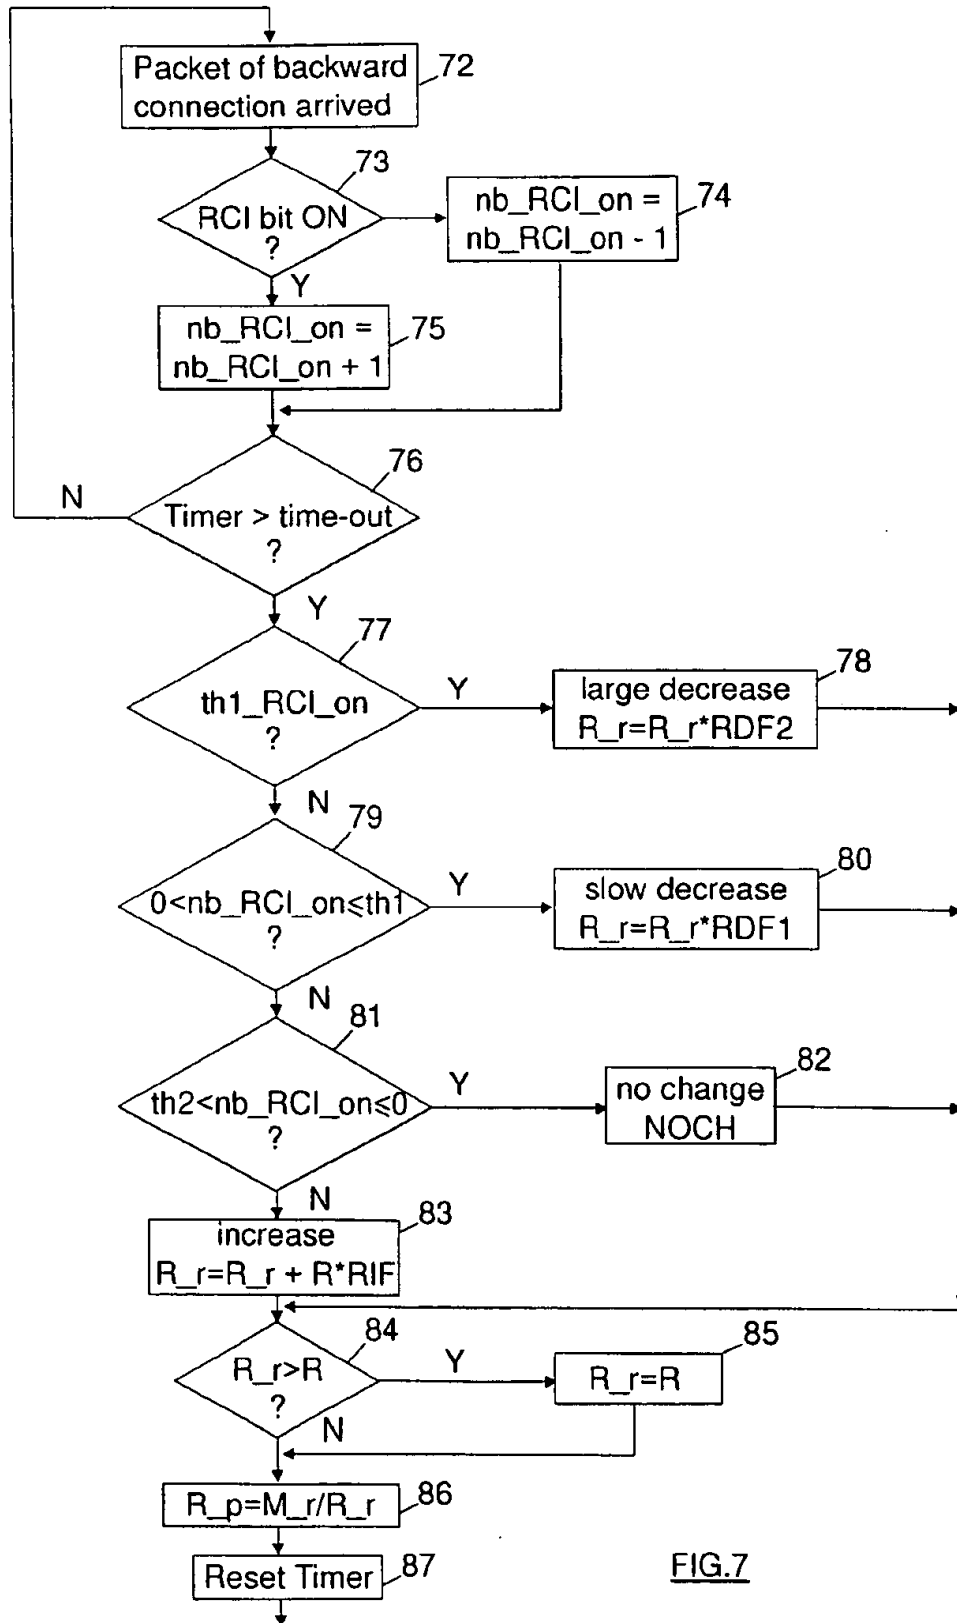 Packet of backward
connection arrived
72
73
RCI bit ON
?
nb_RCI_on =
nb_RCI_on - 1
74
Y
nb_RCI_on =
nb_RCI_on + 1
75
76
N
Timer > time-out
?
Y
77
th1_RCI_on
?
Y
large decrease
R_r=R_r*RDF2
78
N
79
0<nb_RCI_on⩽th1
?
Y
slow decrease
R_r=R_r*RDF1
80
N
81
th2<nb_RCI_on⩽0
?
Y
no change
NOCH
82
N
increase
R_r=R_r + R*RIF
83
84
R_r>R
?
Y
R_r=R
85
N
R_p=M_r/R_r
86
Reset Timer
87
FIG.7